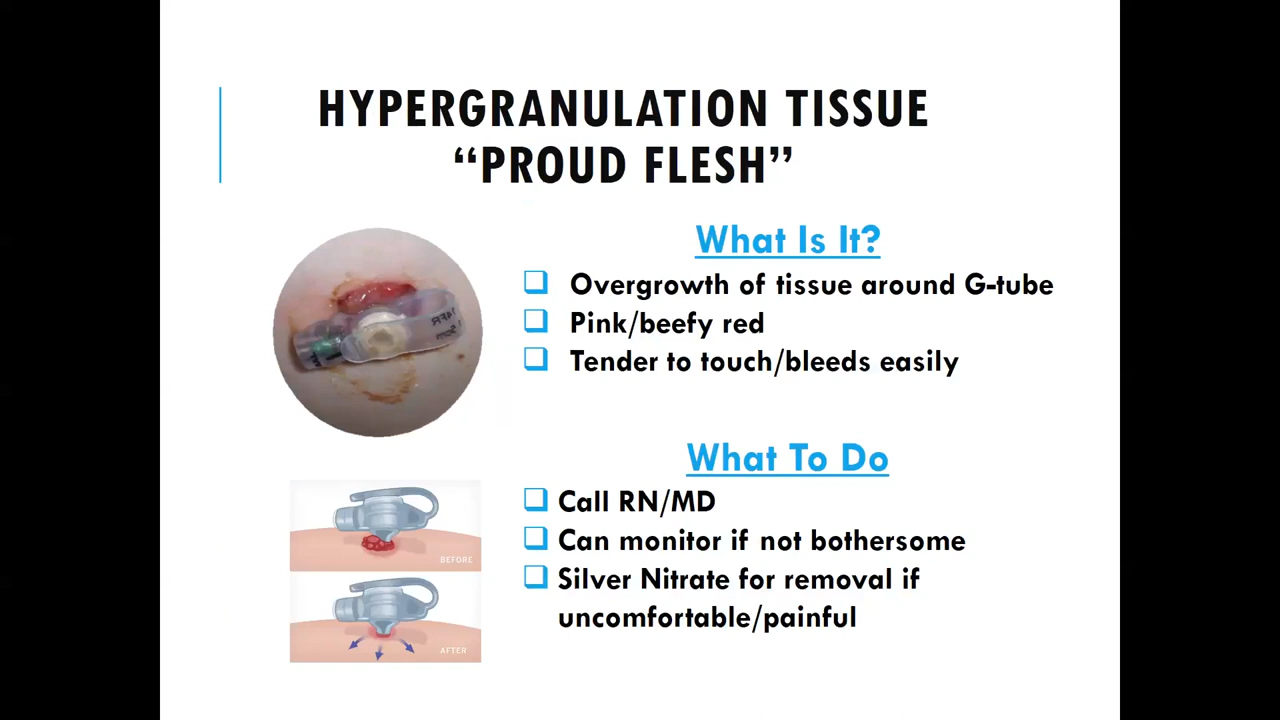 HYPERGRANULATION TISSUE
“PROUD FLESH”
What Is It?
Overgrowth of tissue around G-tube
Pink/beefy red
Tender to touch/bleeds easily
What To Do
Call RN/MD
Can monitor if not bothersome
Silver Nitrate for removal if
uncomfortable/painful
BEFORE
AFTER